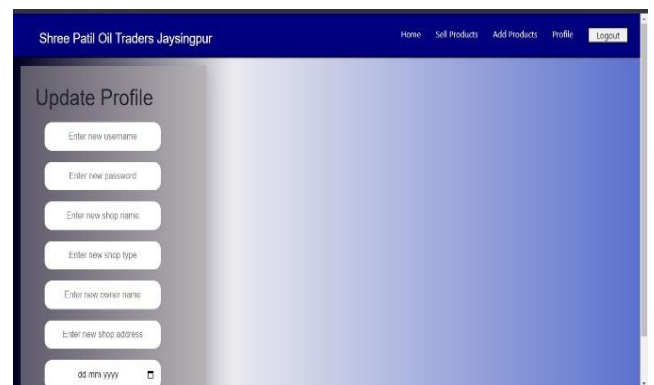 Shree Patil Oil Traders Jaysingpur
Home Sell Products Add Products Profile Logout
Update Profile
Enter new username
Enter new password
Enter new shop name
Enter new shop type
Enter new owner name
Enter new shop address
dd-mm-yyyy